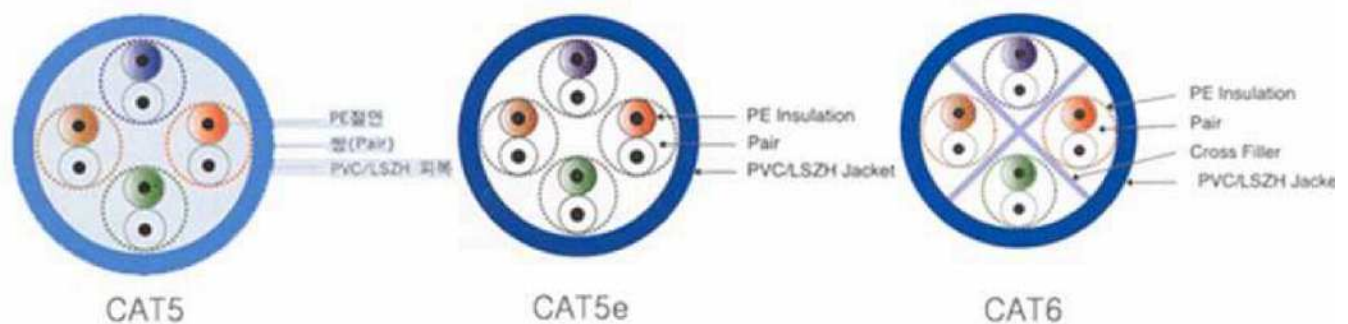 PE절연
쌍(Pair)
PVC/LSZH 피복
CAT5
PE Insulation
Pair
PVC/LSZH Jacket
CAT5e
PE Insulation
Pair
Cross Filler
PVC/LSZH Jacke
CAT6